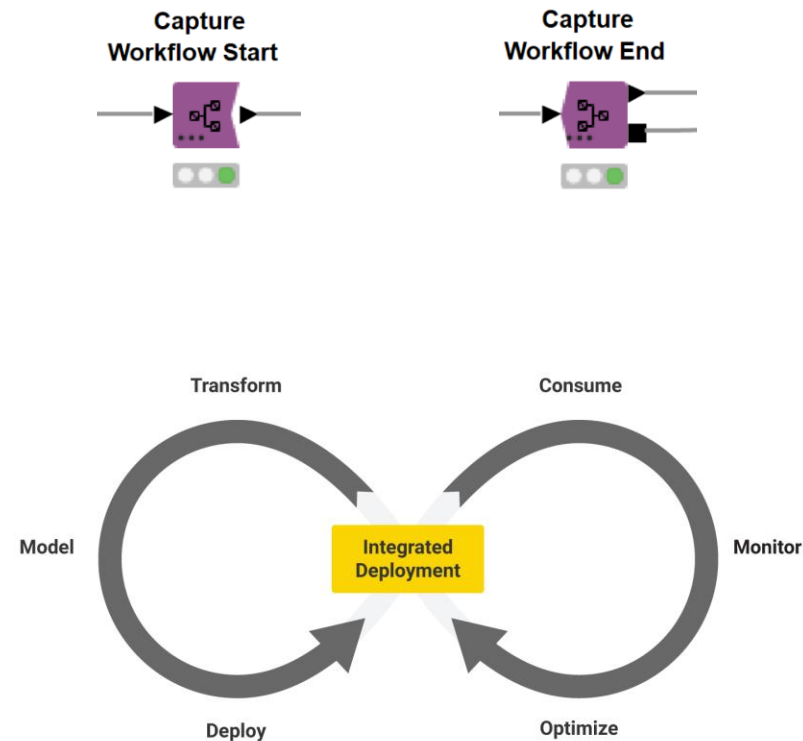 Capture
Workflow Start
Capture
Workflow End
Transform
Consume
Model
Integrated
Deployment
Monitor
Deploy
Optimize